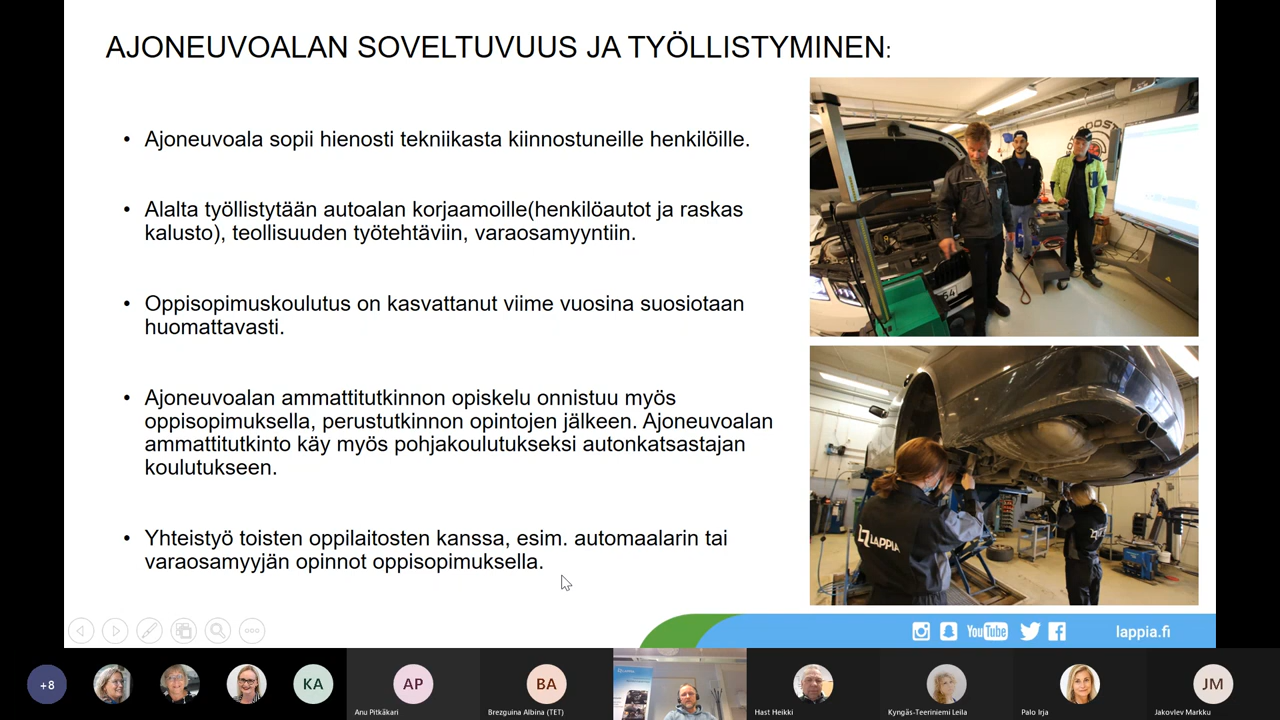 AJONEUVOALAN SOVELTUVUUS JA TYÖLLISTYMINEN:
• Ajoneuvoala sopii hienosti tekniikasta kiinnostuneille henkilöille.
• Alalta työllistytään autoalan korjaamoille(henkilöautot ja raskas
kalusto), teollisuuden työtehtäviin, varaosamyyntiin.
• Oppisopimuskoulutus on kasvattanut viime vuosina suosiotaan
huomattavasti.
• Ajoneuvoalan ammattitutkinnon opiskelu onnistuu myös
oppisopimuksella, perustutkinnon opintojen jälkeen. Ajoneuvoalan
ammattitutkinto käy myös pohjakoulutukseksi autonkatsastajan
koulutukseen.
• Yhteistyö toisten oppilaitosten kanssa, esim. automaalarin tai
varaosamyyjän opinnot oppisopimuksella.
LAPPIA
YouTube
lappia.fi
+8
KA
AP
BA
JM
Anu Pitkäkari
Brezguina Albina (TET)
Hast Heikki
Kyngäs-Teeriniemi Leila
Palo Irja
Jakovlev Markku